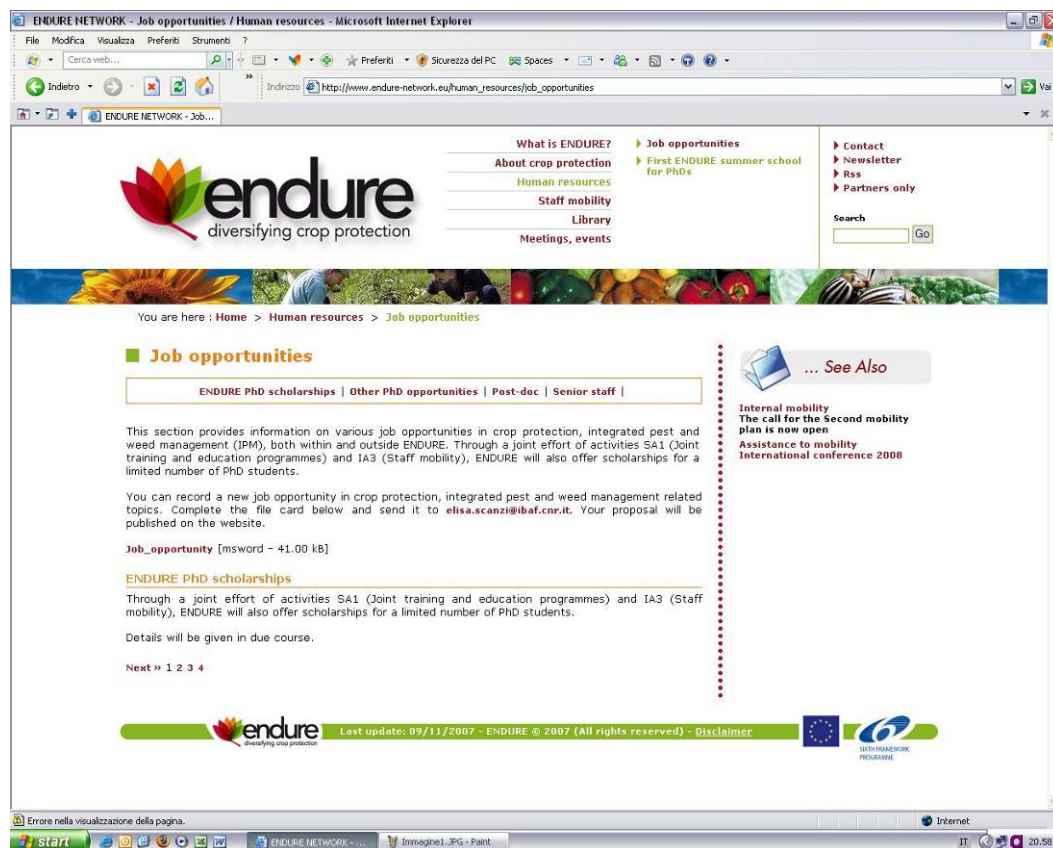 ENDURE NETWORK - Job opportunities / Human resources - Microsoft Internet Explorer
File Modifica Visualizza Preferiti Strumenti ?
Cerca web... Preferiti Sicurezza del PC Spaces
Indietro » Indirizzo http://www.endure-network.eu/human_resources/job_opportunities Vai
ENDURE NETWORK - Job...
endure
diversifying crop protection
What is ENDURE?
About crop protection
Human resources
Staff mobility
Library
Meetings, events
Job opportunities
First ENDURE summer school
for PhDs
Contact
Newsletter
Rss
Partners only
Search
Go
You are here : Home > Human resources > Job opportunities
Job opportunities
ENDURE PhD scholarships | Other PhD opportunities | Post-doc | Senior staff |
This section provides information on various job opportunities in crop protection, integrated pest and
weed management (IPM), both within and outside ENDURE. Through a joint effort of activities SA1 (Joint
training and education programmes) and IA3 (Staff mobility), ENDURE will also offer scholarships for a
limited number of PhD students.
You can record a new job opportunity in crop protection, integrated pest and weed management related
topics. Complete the file card below and send it to elisa.scanzi@ibaf.cnr.it. Your proposal will be
published on the website.
Job_opportunity [msword - 41.00 kB]
ENDURE PhD scholarships
Through a joint effort of activities SA1 (Joint training and education programmes) and IA3 (Staff
mobility), ENDURE will also offer scholarships for a limited number of PhD students.
Details will be given in due course.
Next » 1 2 3 4
... See Also
Internal mobility
The call for the Second mobility
plan is now open
Assistance to mobility
International conference 2008
endure
diversifying crop protection
Last update: 09/11/2007 - ENDURE © 2007 (All rights reserved) - Disclaimer
SIXTH FRAMEWORK
PROGRAMME
Errore nella visualizzazione della pagina. Internet
start ENDURE NETWORK - ... Immagine1.JPG - Paint IT 20.58